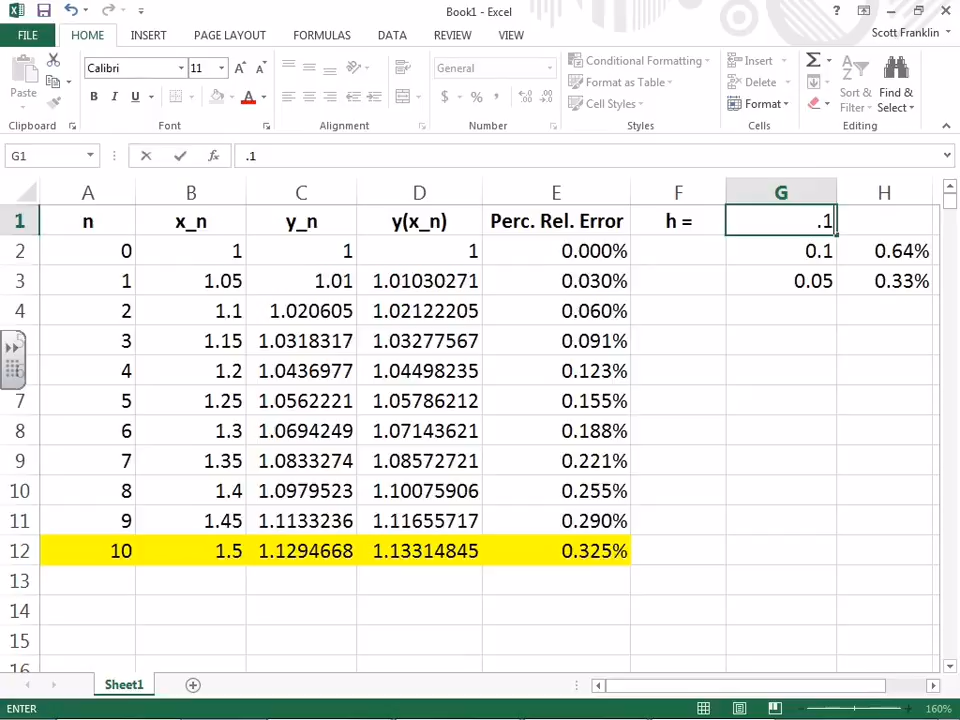 Book1 - Excel
?
FILE HOME INSERT PAGE LAYOUT FORMULAS DATA REVIEW VIEW Scott Franklin
Calibri 11 General Conditional Formatting Insert
Paste B I U A $ % , Format as Table Delete Sort & Find &
Cell Styles Format Filter Select
Clipboard Font Alignment Number Styles Cells Editing
G1 fx .1
A B C D E F G H
1 n x_n y_n y(x_n) Perc. Rel. Error h = .1
2 0 1 1 1 0.000% 0.1 0.64%
3 1 1.05 1.01 1.01030271 0.030% 0.05 0.33%
4 2 1.1 1.020605 1.02122205 0.060%
3 1.15 1.0318317 1.03277567 0.091%
4 1.2 1.0436977 1.04498235 0.123%
7 5 1.25 1.0562221 1.05786212 0.155%
8 6 1.3 1.0694249 1.07143621 0.188%
9 7 1.35 1.0833274 1.08572721 0.221%
10 8 1.4 1.0979523 1.10075906 0.255%
11 9 1.45 1.1133236 1.11655717 0.290%
12 10 1.5 1.1294668 1.13314845 0.325%
13
14
15
16
Sheet1
ENTER 160%